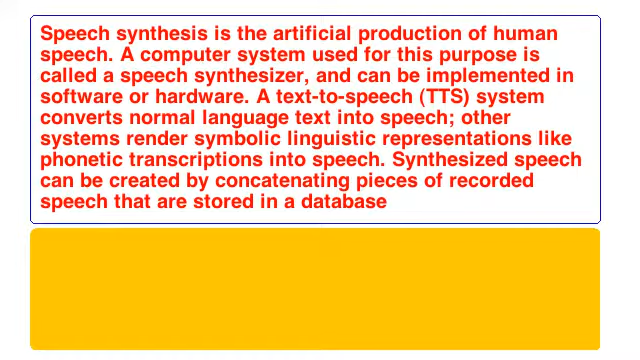 Speech synthesis is the artificial production of human
speech. A computer system used for this purpose is
called a speech synthesizer, and can be implemented in
software or hardware. A text-to-speech (TTS) system
converts normal language text into speech; other
systems render symbolic linguistic representations like
phonetic transcriptions into speech. Synthesized speech
can be created by concatenating pieces of recorded
speech that are stored in a database